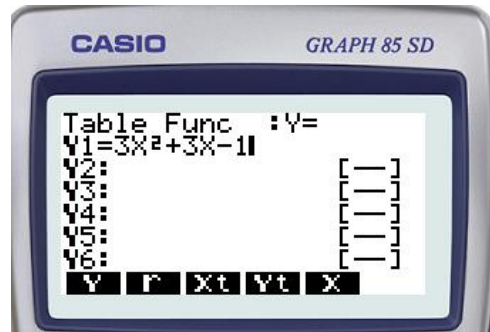 CASIO GRAPH 85 SD
Table Func :Y=
Y1=3X²+3X-1
Y2: [—]
Y3: [—]
Y4: [—]
Y5: [—]
Y6: [—]
Y r Xt Yt X